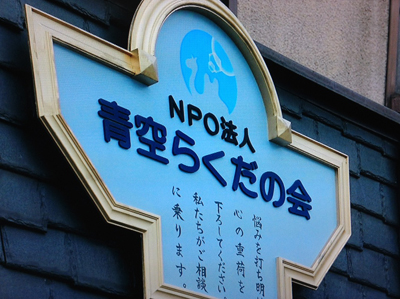 NPO法人
青空らくだの会
悩みを打ち明
心の重荷を
下ろしてください。
私たちがご相談
に乗ります。